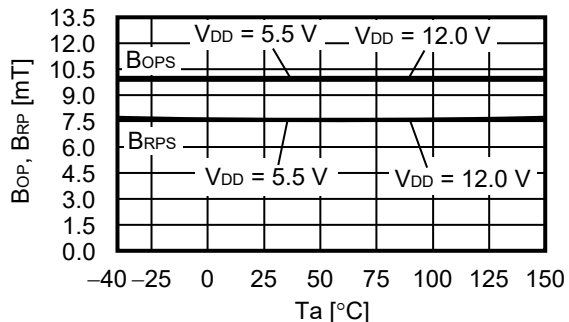 13.5
12.0
10.5
9.0
7.5
6.0
4.5
3.0
1.5
0.0
BOP, BRP [mT]
VDD = 5.5 V VDD = 12.0 V
BOPS
BRPS
VDD = 5.5 V VDD = 12.0 V
−40 −25 0 25 50 75 100 125 150
Ta [°C]